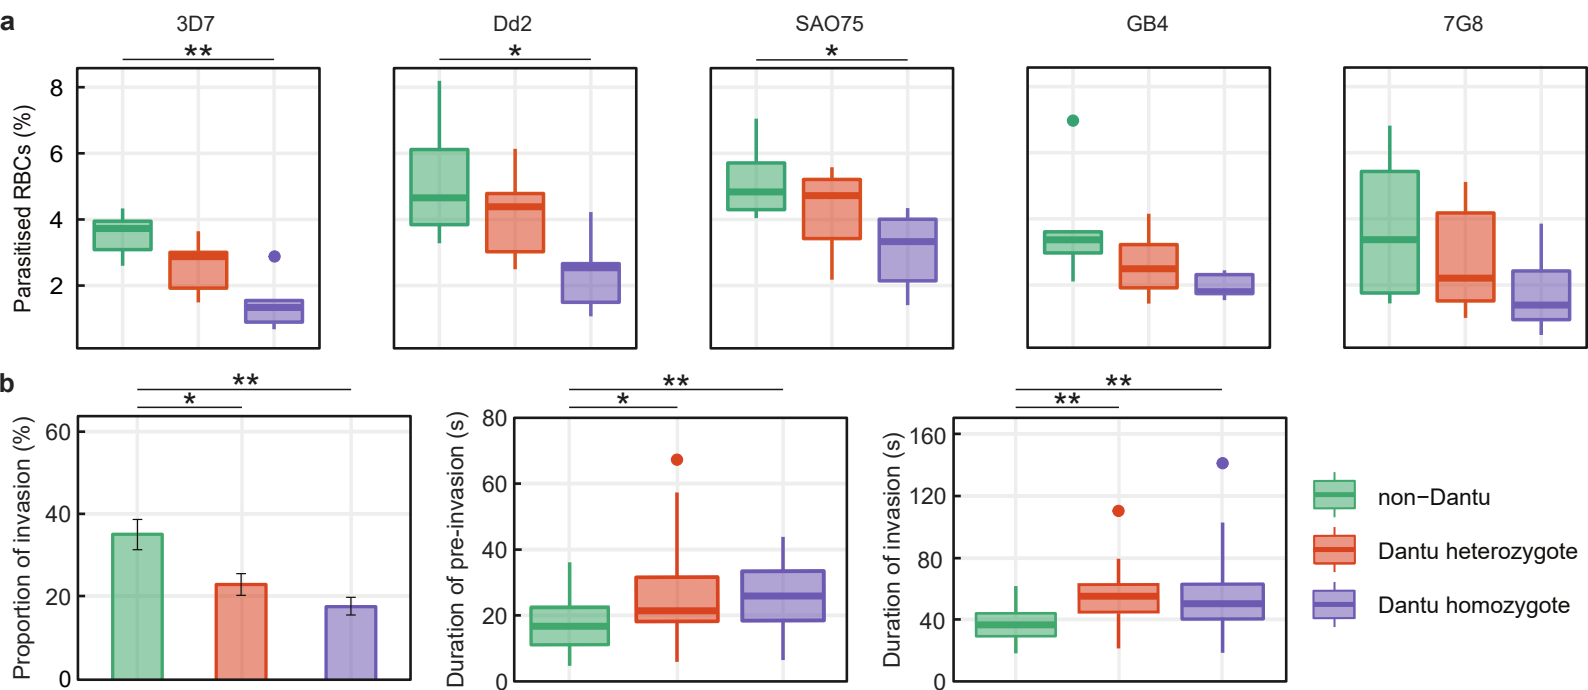 a
3D7
Dd2
SAO75
GB4
7G8
**
*
*
Parasitised RBCs (%)
8
6
4
2
b
**
*
Proportion of invasion (%)
60
40
20
0
**
*
Duration of pre-invasion (s)
80
60
40
20
0
**
**
Duration of invasion (s)
160
120
80
40
0
non−Dantu
Dantu heterozygote
Dantu homozygote